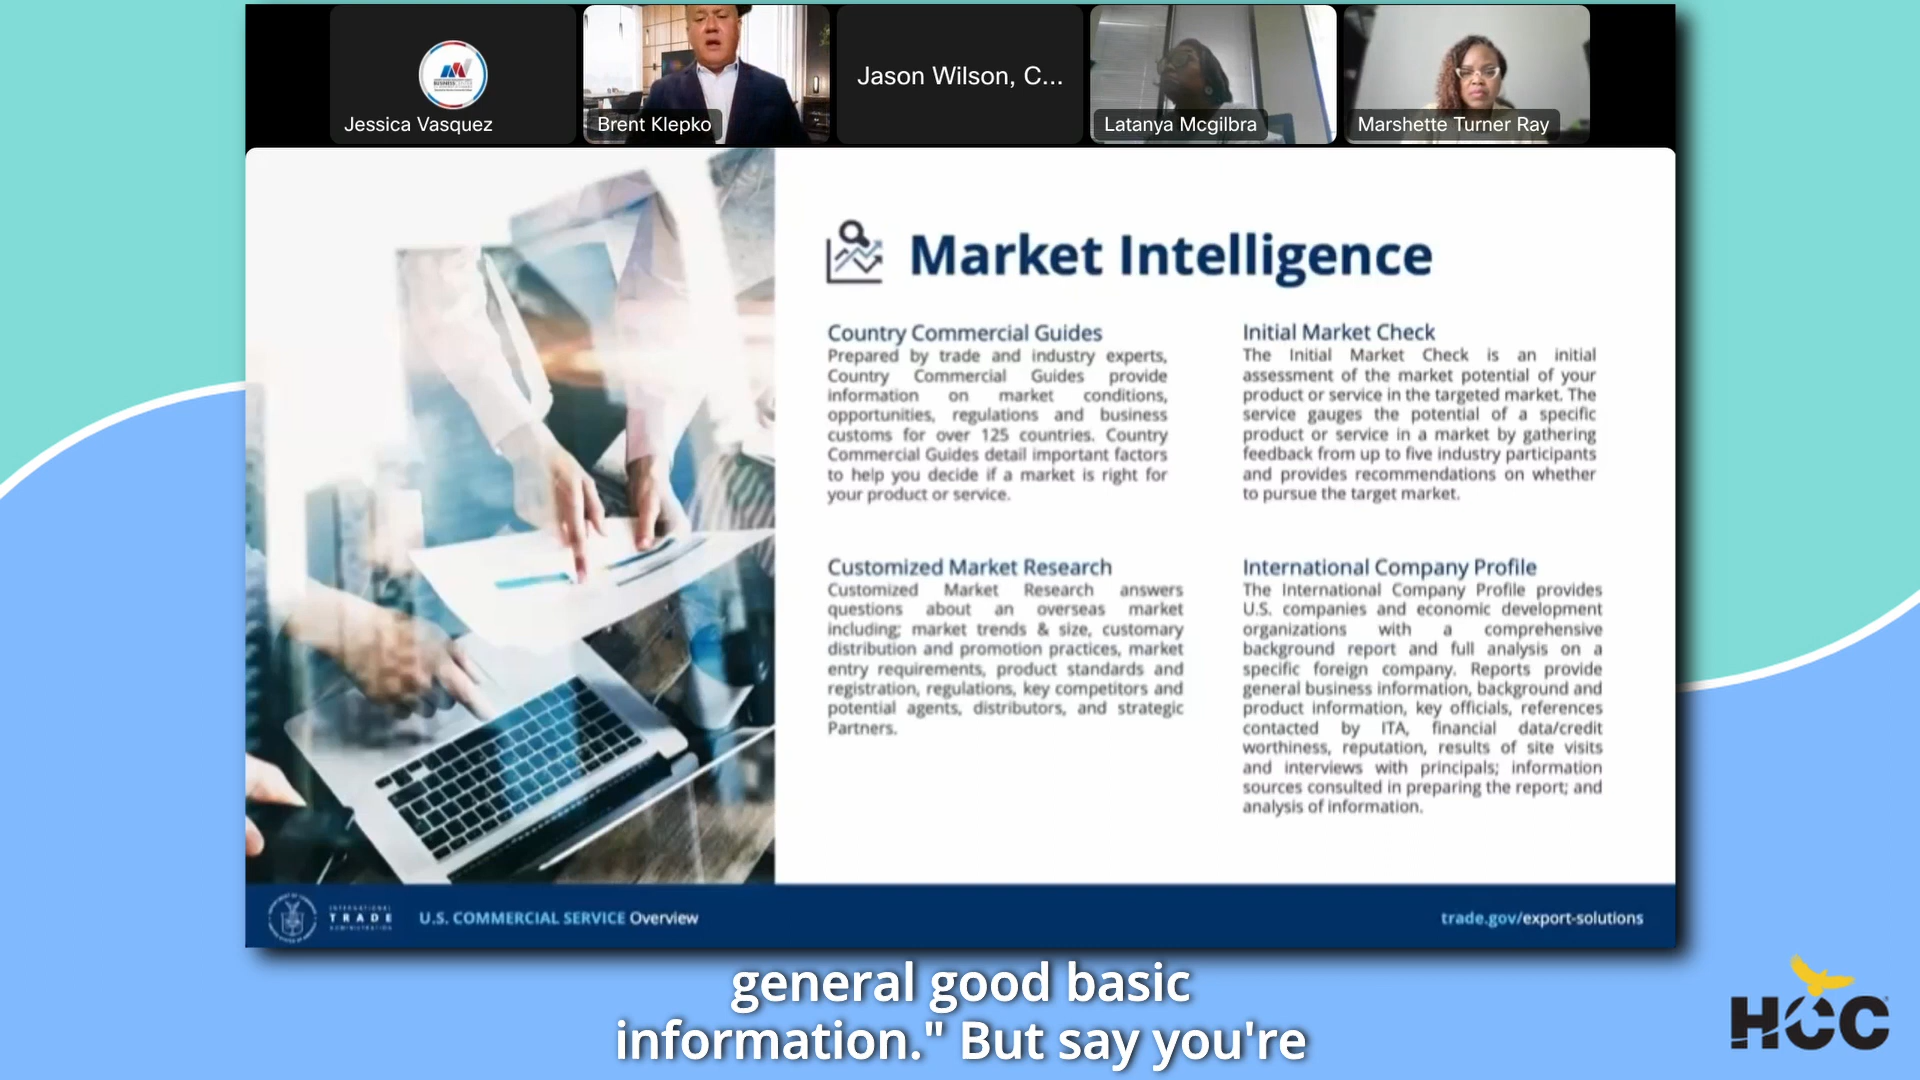 Jessica Vasquez
Brent Klepko
Jason Wilson, C...
Latanya Mcgilbra
Marshette Turner Ray
Market Intelligence
Country Commercial Guides
Prepared by trade and industry experts,
Country Commercial Guides provide
information on market conditions,
opportunities, regulations and business
customs for over 125 countries. Country
Commercial Guides detail important factors
to help you decide if a market is right for
your product or service.
Initial Market Check
The Initial Market Check is an initial
assessment of the market potential of your
product or service in the targeted market. The
service gauges the potential of a specific
product or service in a market by gathering
feedback from up to five industry participants
and provides recommendations on whether
to pursue the target market.
Customized Market Research
Customized Market Research answers
questions about an overseas market
including; market trends & size, customary
distribution and promotion practices, market
entry requirements, product standards and
registration, regulations, key competitors and
potential agents, distributors, and strategic
Partners.
International Company Profile
The International Company Profile provides
U.S. companies and economic development
organizations with a comprehensive
background report and full analysis on a
specific foreign company. Reports provide
general business information, background and
product information, key officials, references
contacted by ITA, financial data/credit
worthiness, reputation, results of site visits
and interviews with principals; information
sources consulted in preparing the report; and
analysis of information.
INTERNATIONAL
TRADE
ADMINISTRATION
U.S. COMMERCIAL SERVICE Overview
trade.gov/export-solutions
general good basic
information." But say you're
HCC